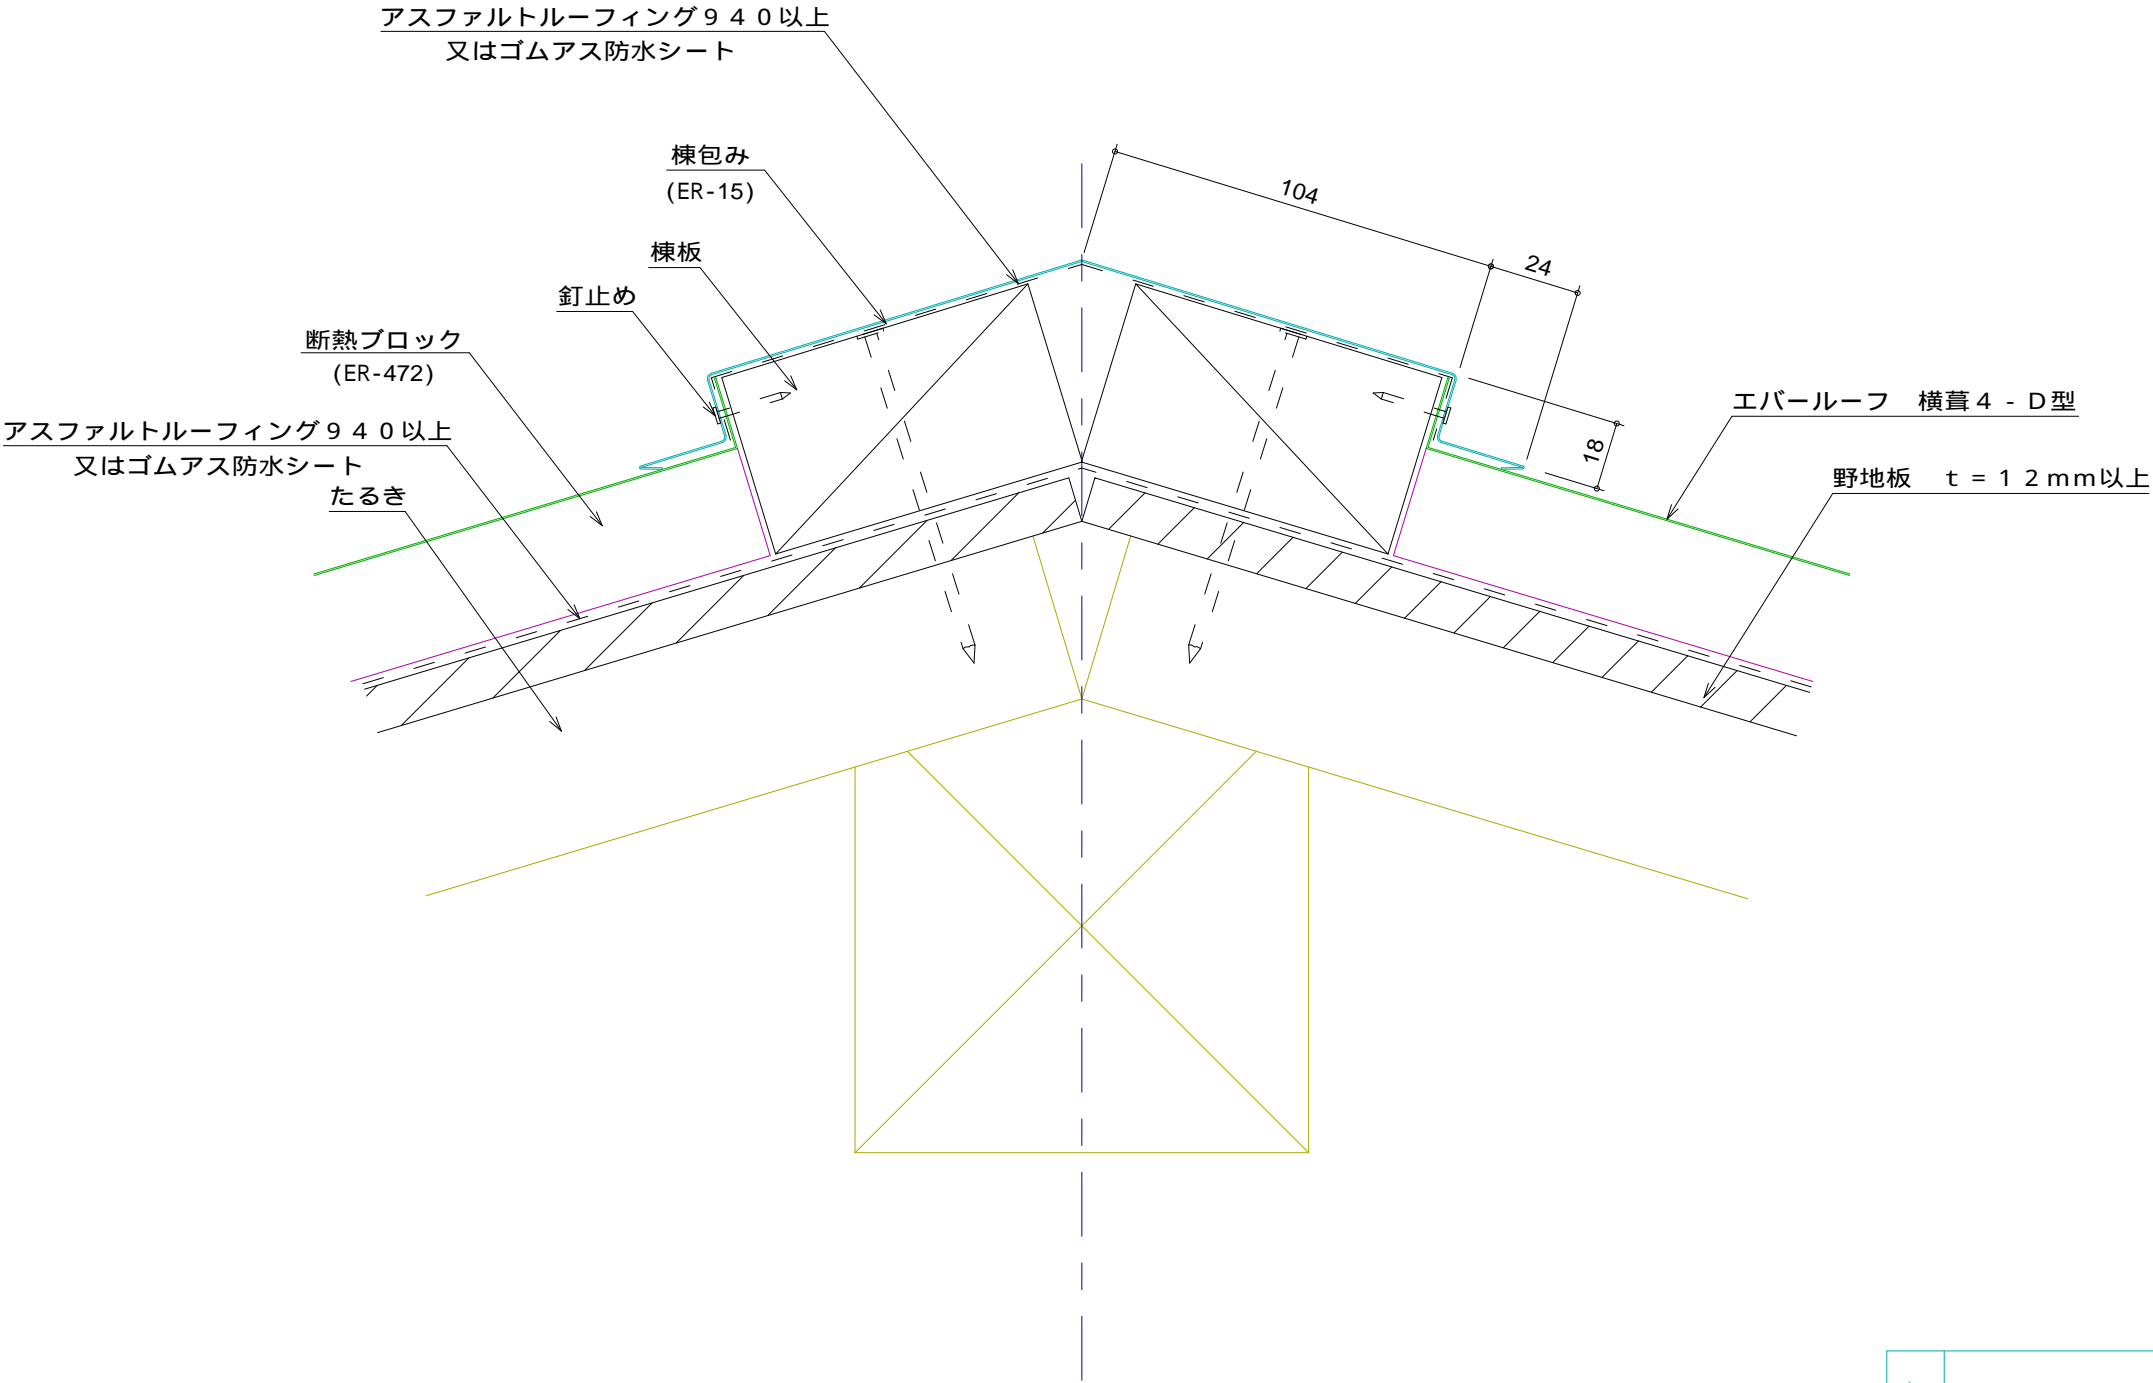 アスファルトルーフィング９４０以上
又はゴムアス防水シート
棟包み
(ER-15)
棟板
釘止め
断熱ブロック
(ER-472)
アスファルトルーフィング９４０以上
又はゴムアス防水シート
たるき
104
24
18
エバールーフ　横葺４‐Ｄ型
野地板　ｔ＝１２ｍｍ以上